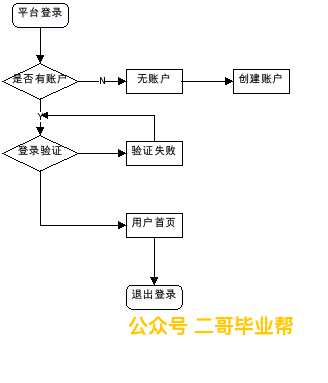 平台登录
是否有账户
N
无账户
创建账户
Y
登录验证
验证失败
用户首页
退出登录
公众号 二哥毕业帮